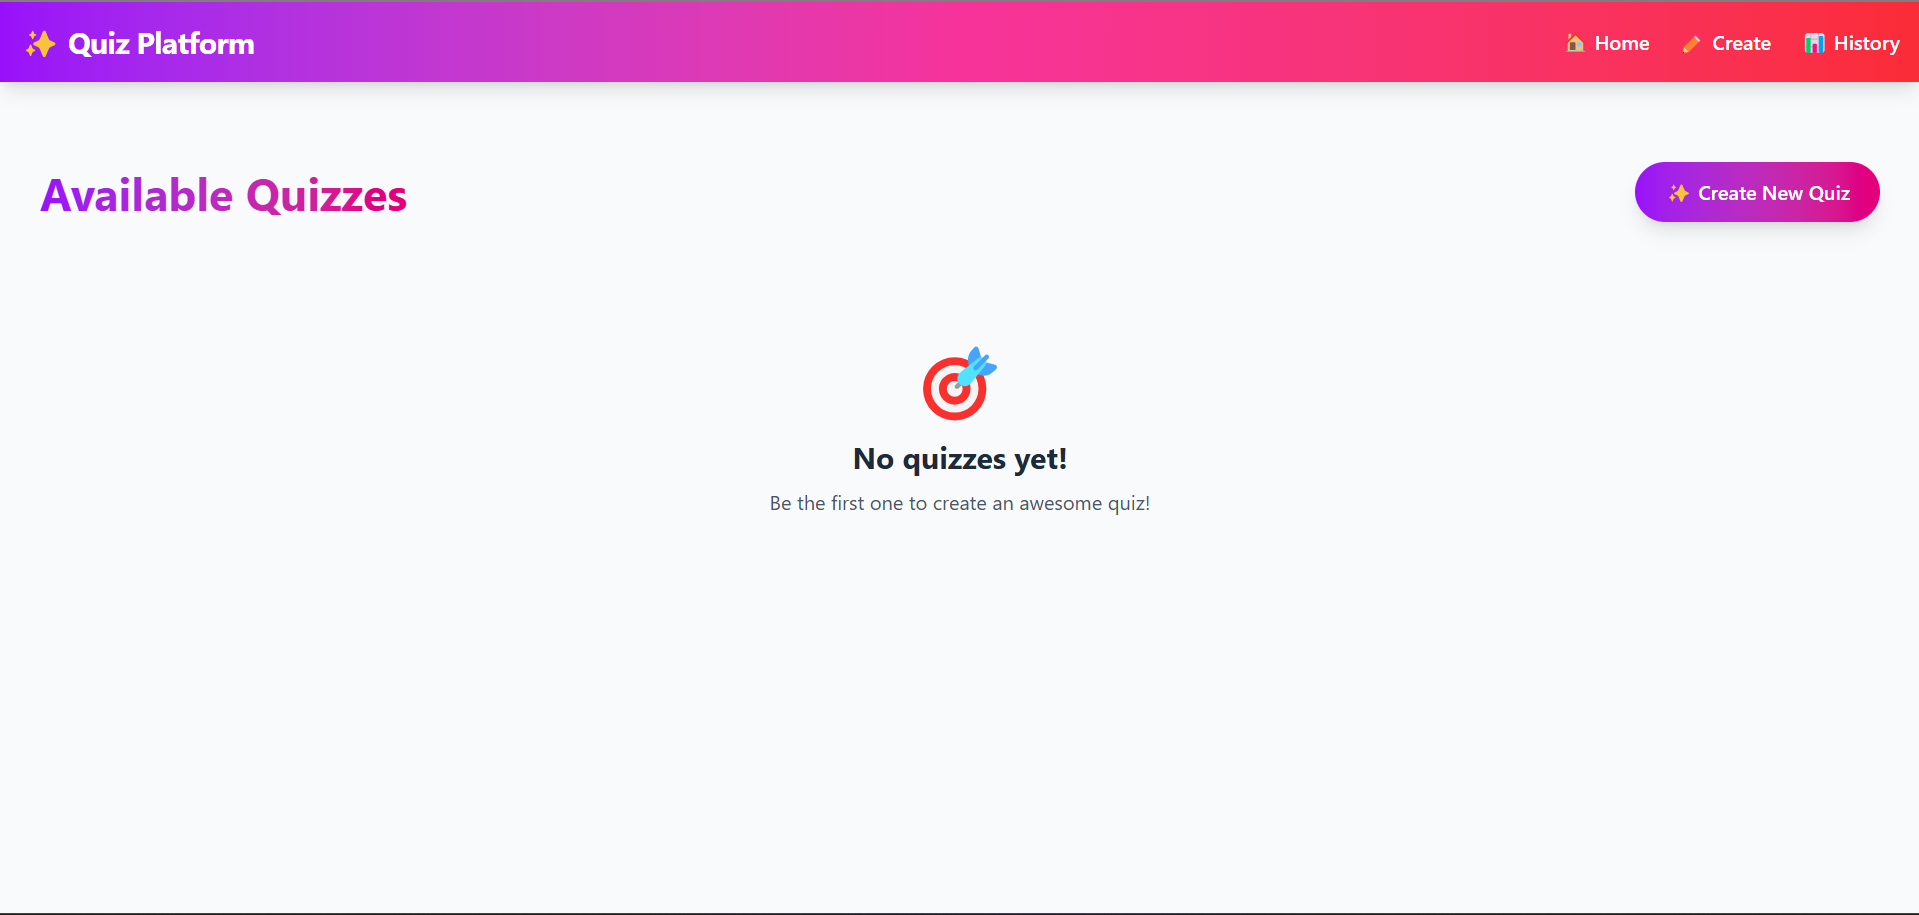 Quiz Platform
Home
Create
History
Available Quizzes
Create New Quiz
No quizzes yet!
Be the first one to create an awesome quiz!